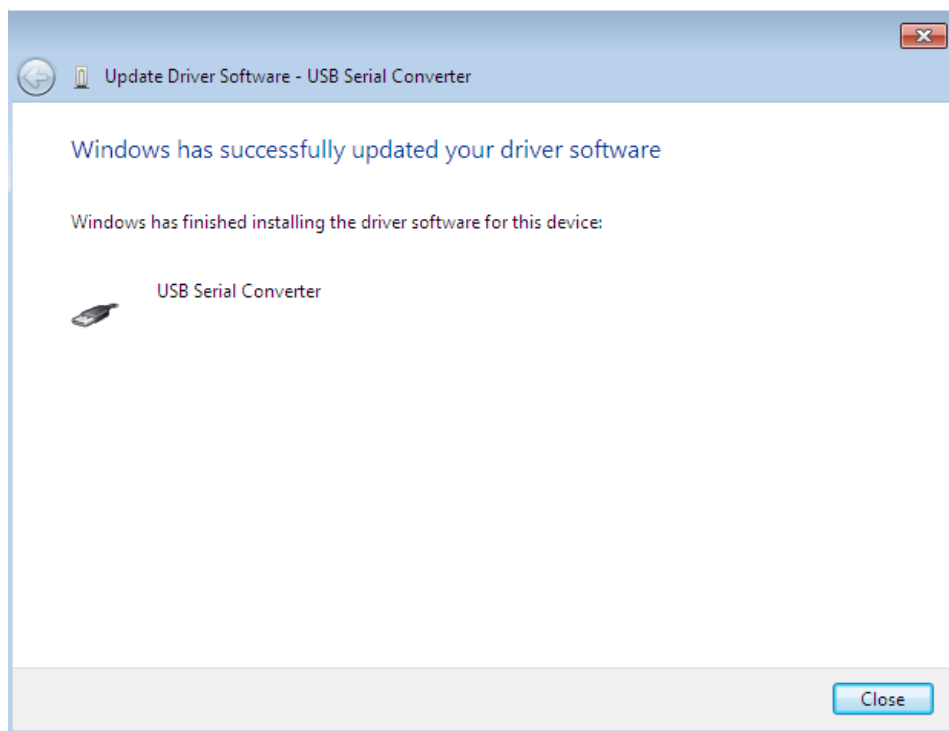 Update Driver Software - USB Serial Converter
Windows has successfully updated your driver software
Windows has finished installing the driver software for this device:
USB Serial Converter
Close